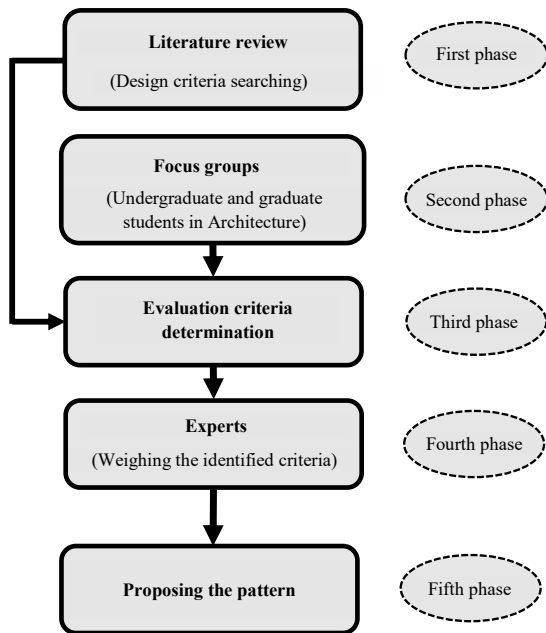 Literature review
(Design criteria searching)
First phase
Focus groups
(Undergraduate and graduate
students in Architecture)
Second phase
Evaluation criteria
determination
Third phase
Experts
(Weighing the identified criteria)
Fourth phase
Proposing the pattern
Fifth phase